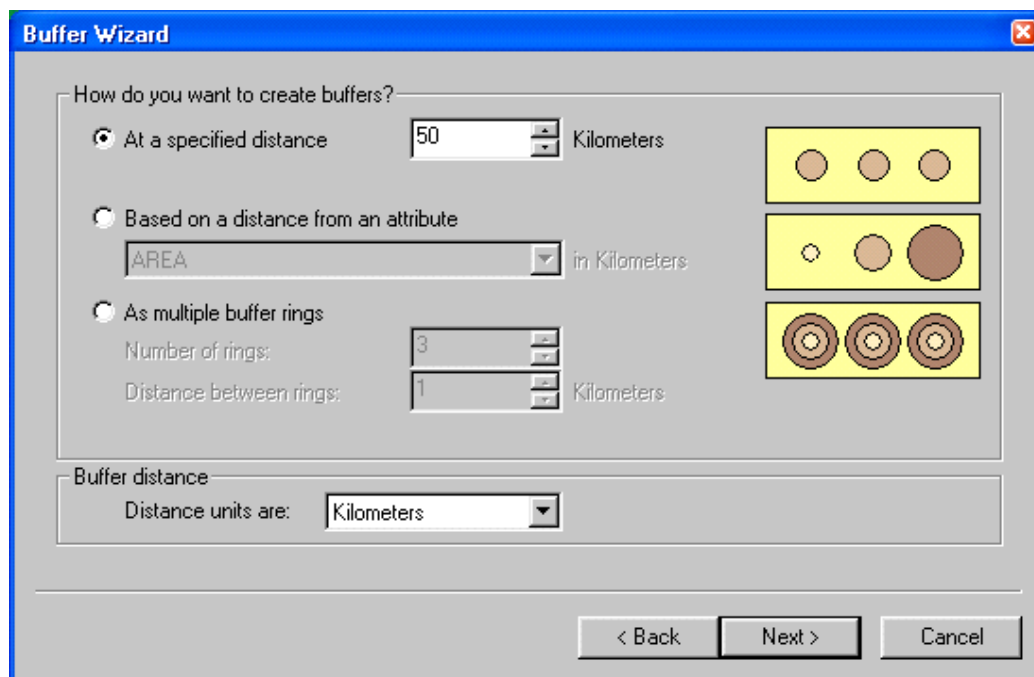 Buffer Wizard
How do you want to create buffers?
At a specified distance 50 Kilometers
Based on a distance from an attribute
AREA in Kilometers
As multiple buffer rings
Number of rings: 3
Distance between rings: 1 Kilometers
Buffer distance
Distance units are: Kilometers
< Back Next > Cancel